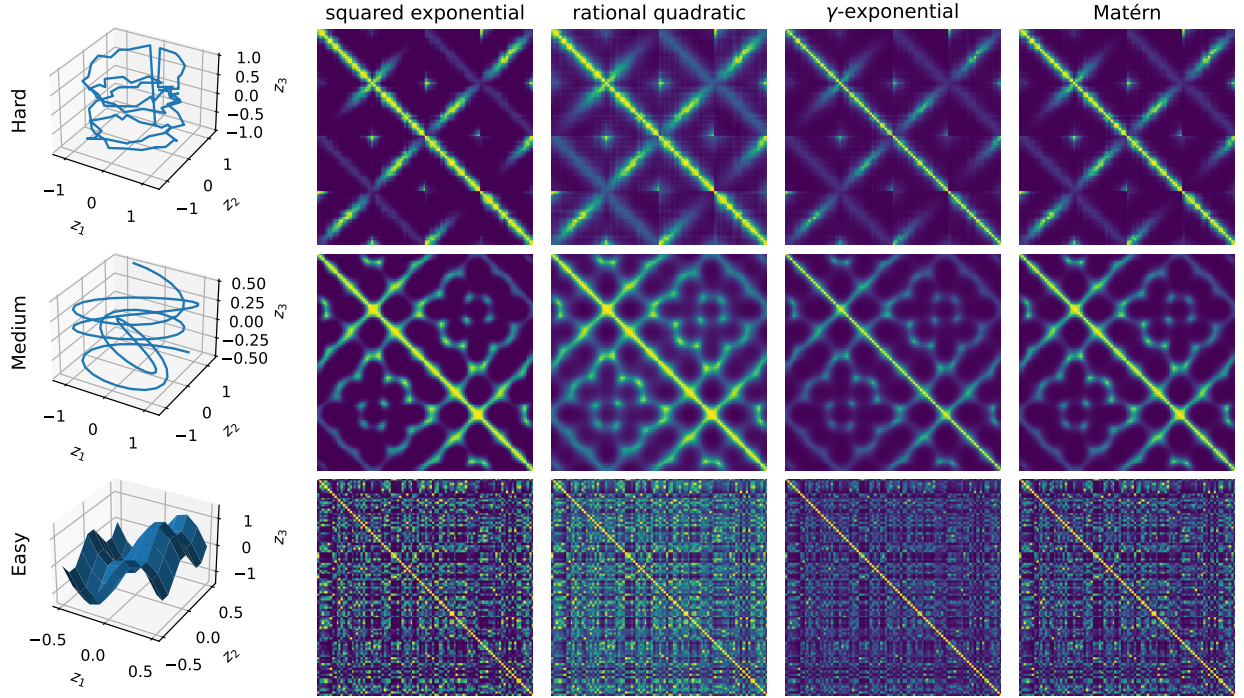 squared exponential
rational quadratic
γ-exponential
Matérn
Hard
1.0
0.5
0.0
−0.5
−1.0
z₃
−1
0
1
z₁
−1
0
1
z₂
Medium
0.50
0.25
0.00
−0.25
−0.50
z₃
−1
0
1
z₁
−1
0
1
z₂
Easy
1
0
−1
z₃
−0.5
0.0
0.5
z₁
−0.5
0.0
0.5
z₂